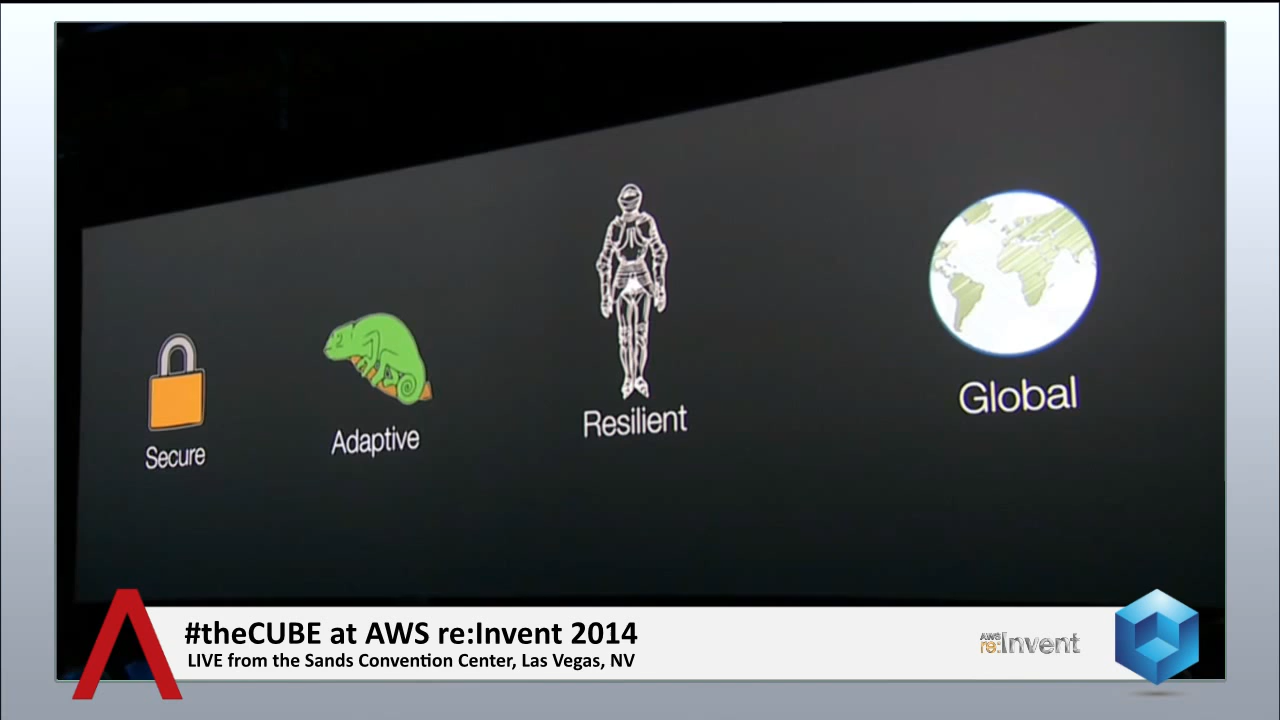 Secure
Adaptive
Resilient
Global
#theCUBE at AWS re:Invent 2014
LIVE from the Sands Convention Center, Las Vegas, NV
AWS
re:Invent